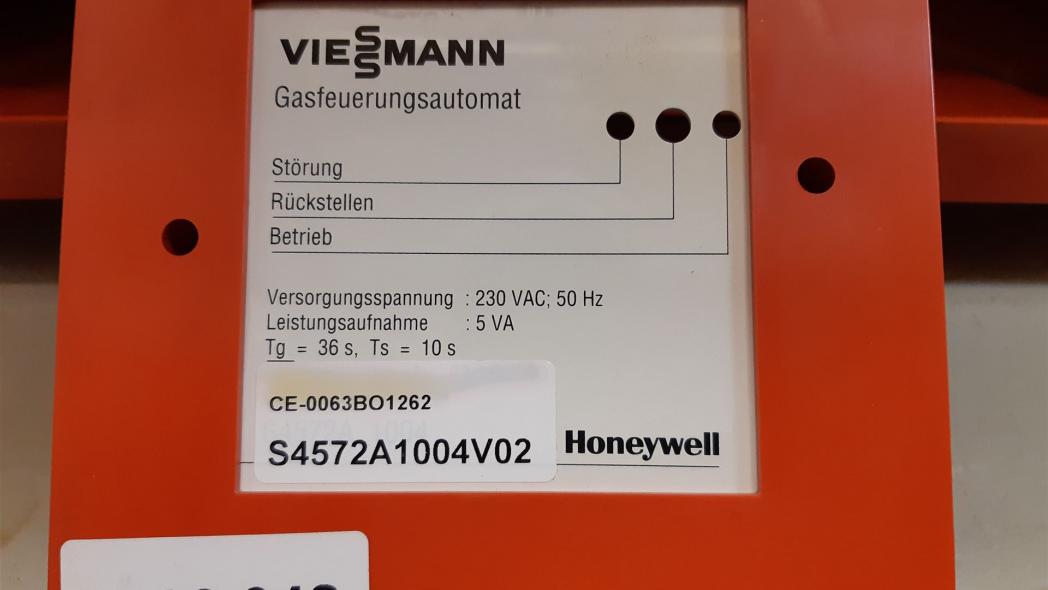 VIESSMANN
Gasfeuerungsautomat
Störung
Rückstellen
Betrieb
Versorgungsspannung : 230 VAC; 50 Hz
Leistungsaufnahme : 5 VA
Tg = 36 s, Ts = 10 s
CE-0063BO1262
S4572A1004V02
Honeywell